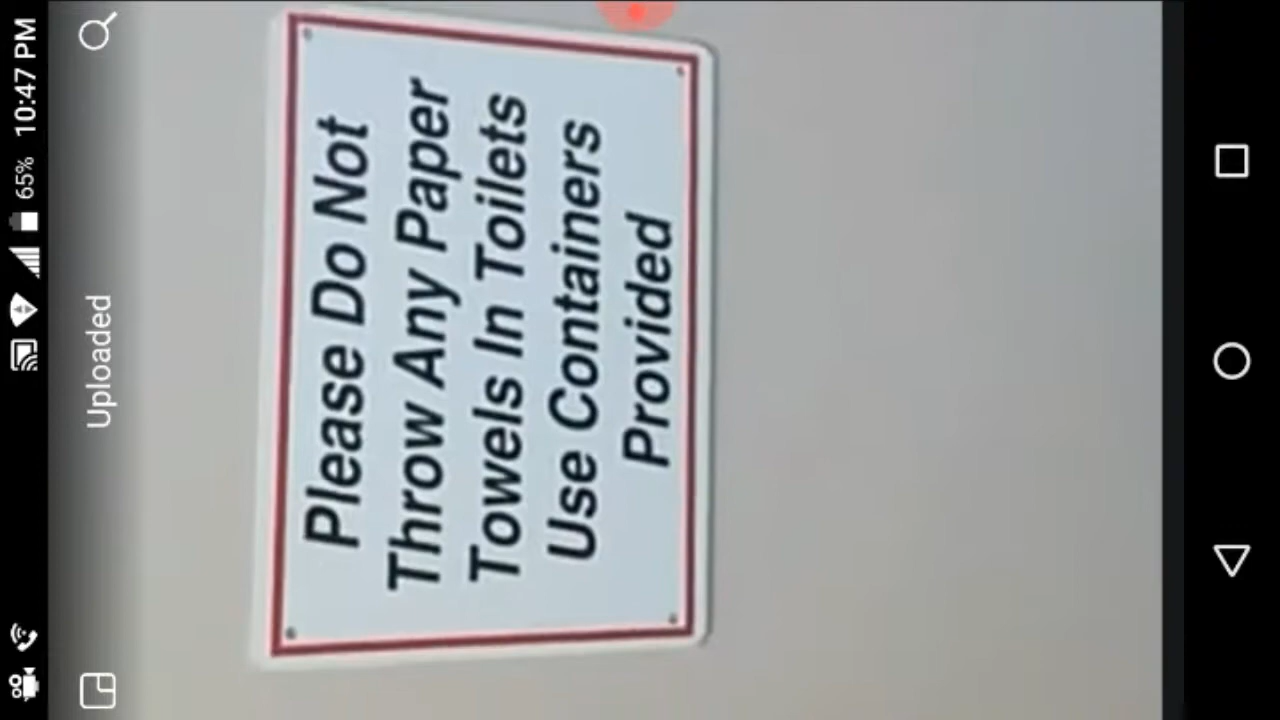 65% 10:47 PM
Uploaded
Please Do Not
Throw Any Paper
Towels In Toilets
Use Containers
Provided